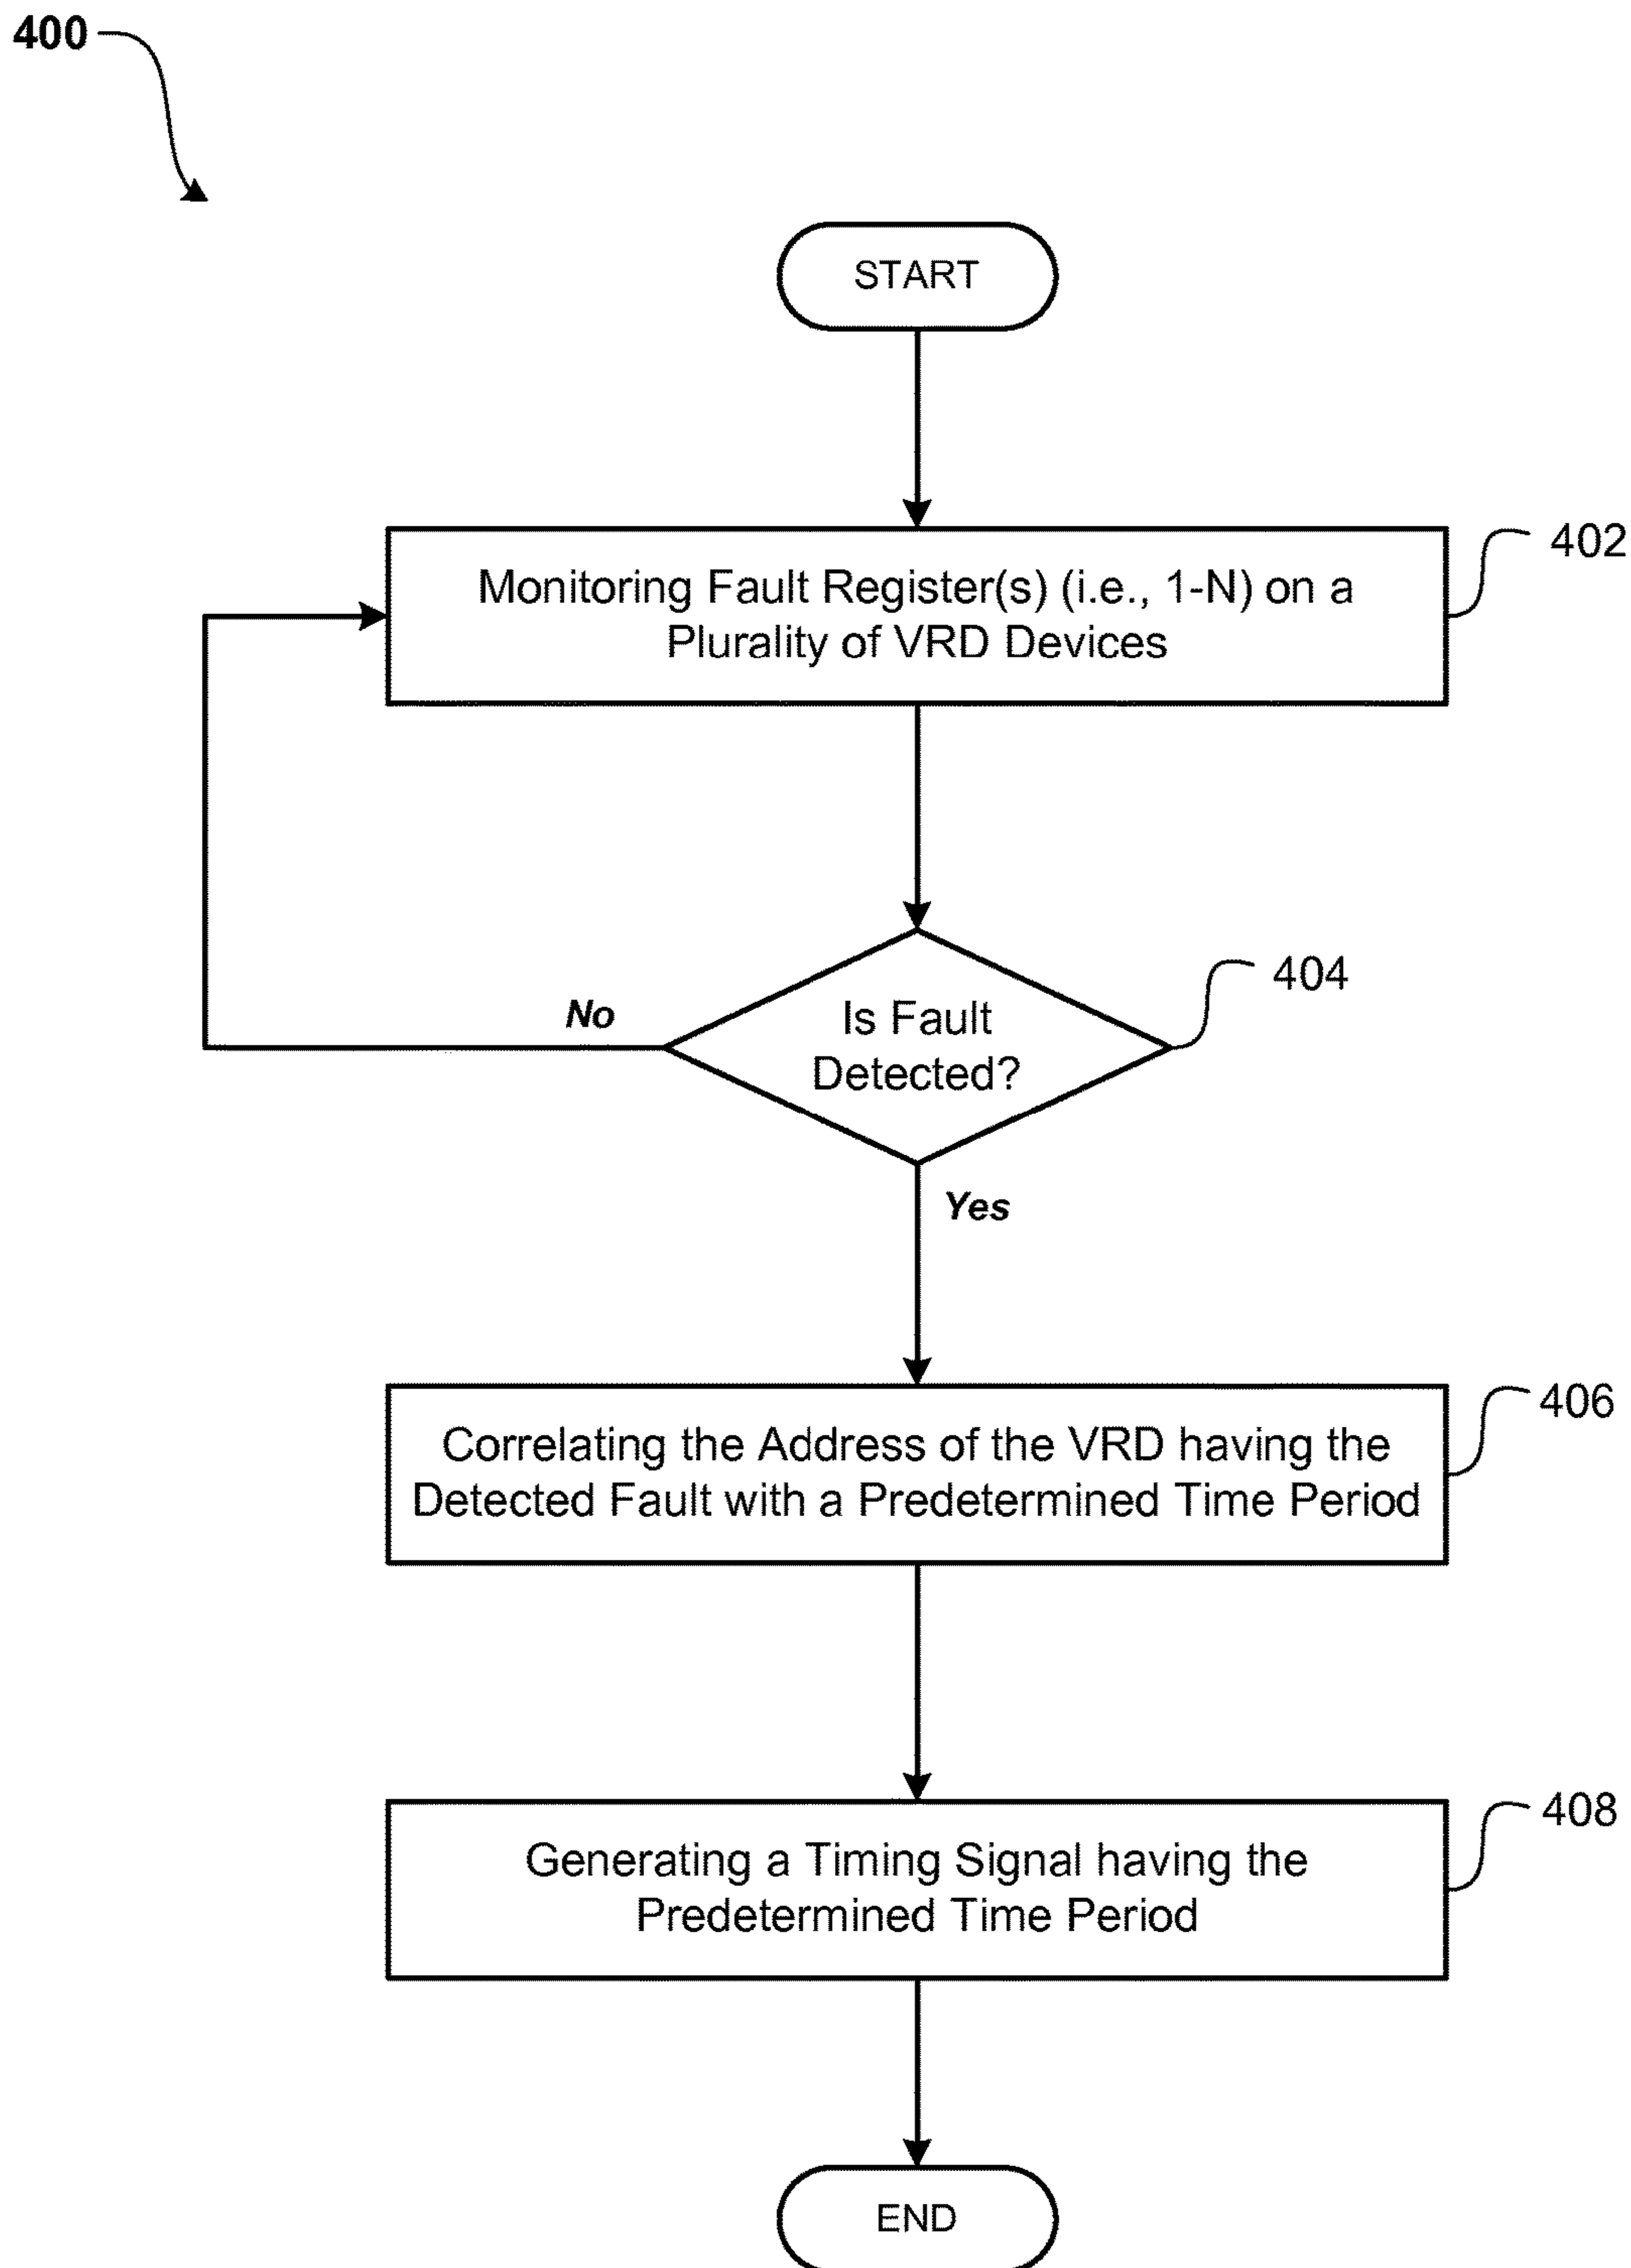 400
START
Monitoring Fault Register(s) (i.e., 1-N) on a
Plurality of VRD Devices
402
Is Fault
Detected?
404
No
Yes
Correlating the Address of the VRD having the
Detected Fault with a Predetermined Time Period
406
Generating a Timing Signal having the
Predetermined Time Period
408
END